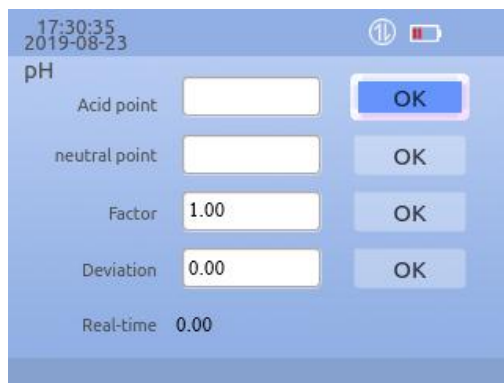 17:30:35
2019-08-23
pH
Acid point OK
neutral point OK
Factor 1.00 OK
Deviation 0.00 OK
Real-time 0.00